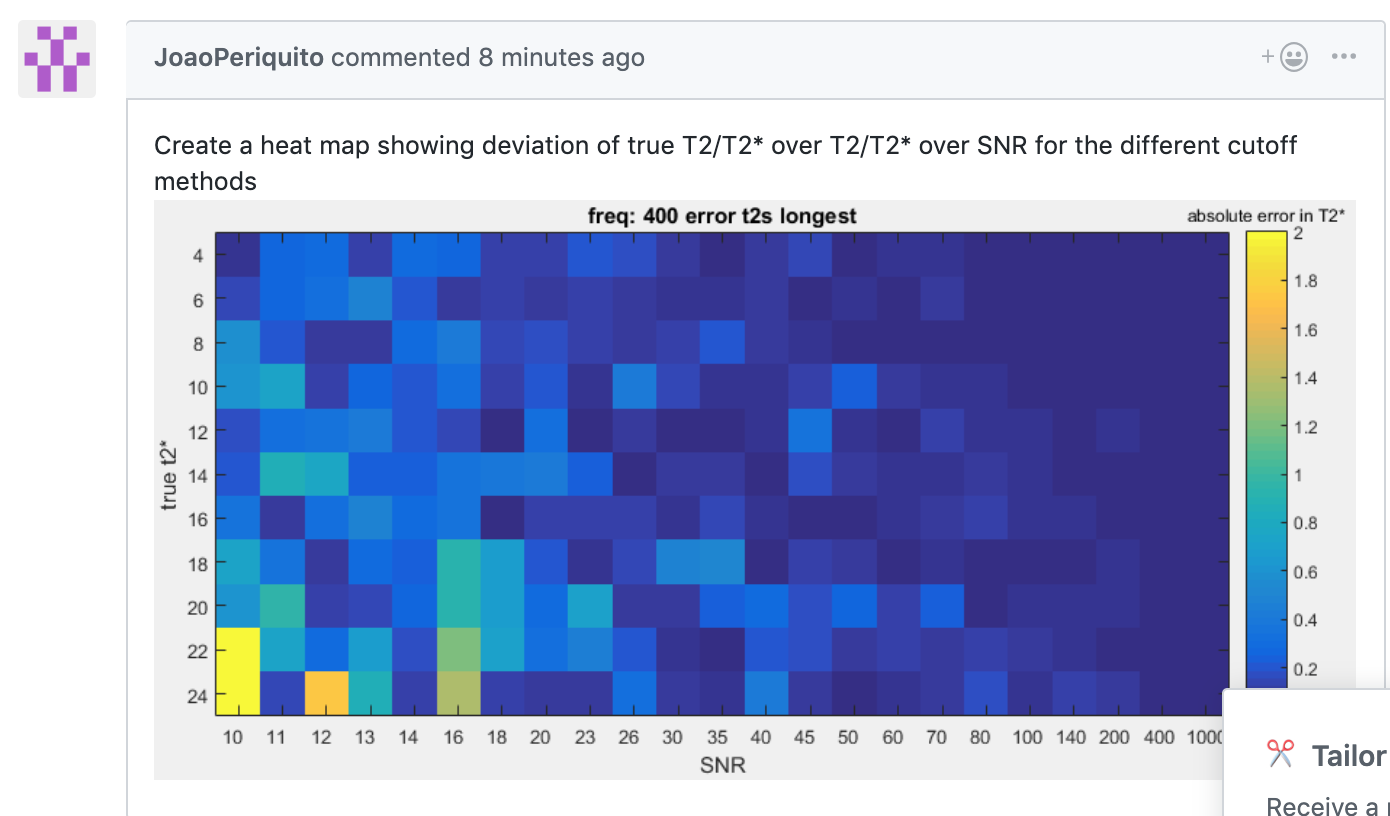 JoaoPeriquito commented 8 minutes ago
Create a heat map showing deviation of true T2/T2* over T2/T2* over SNR for the different cutoff
methods
freq: 400 error t2s longest
absolute error in T2*
4
6
8
10
12
14
16
18
20
22
24
true t2*
2
1.8
1.6
1.4
1.2
1
0.8
0.6
0.4
0.2
10 11 12 13 14 16 18 20 23 26 30 35 40 45 50 60 70 80 100 140 200 400 1000
SNR
Tailor
Receive a